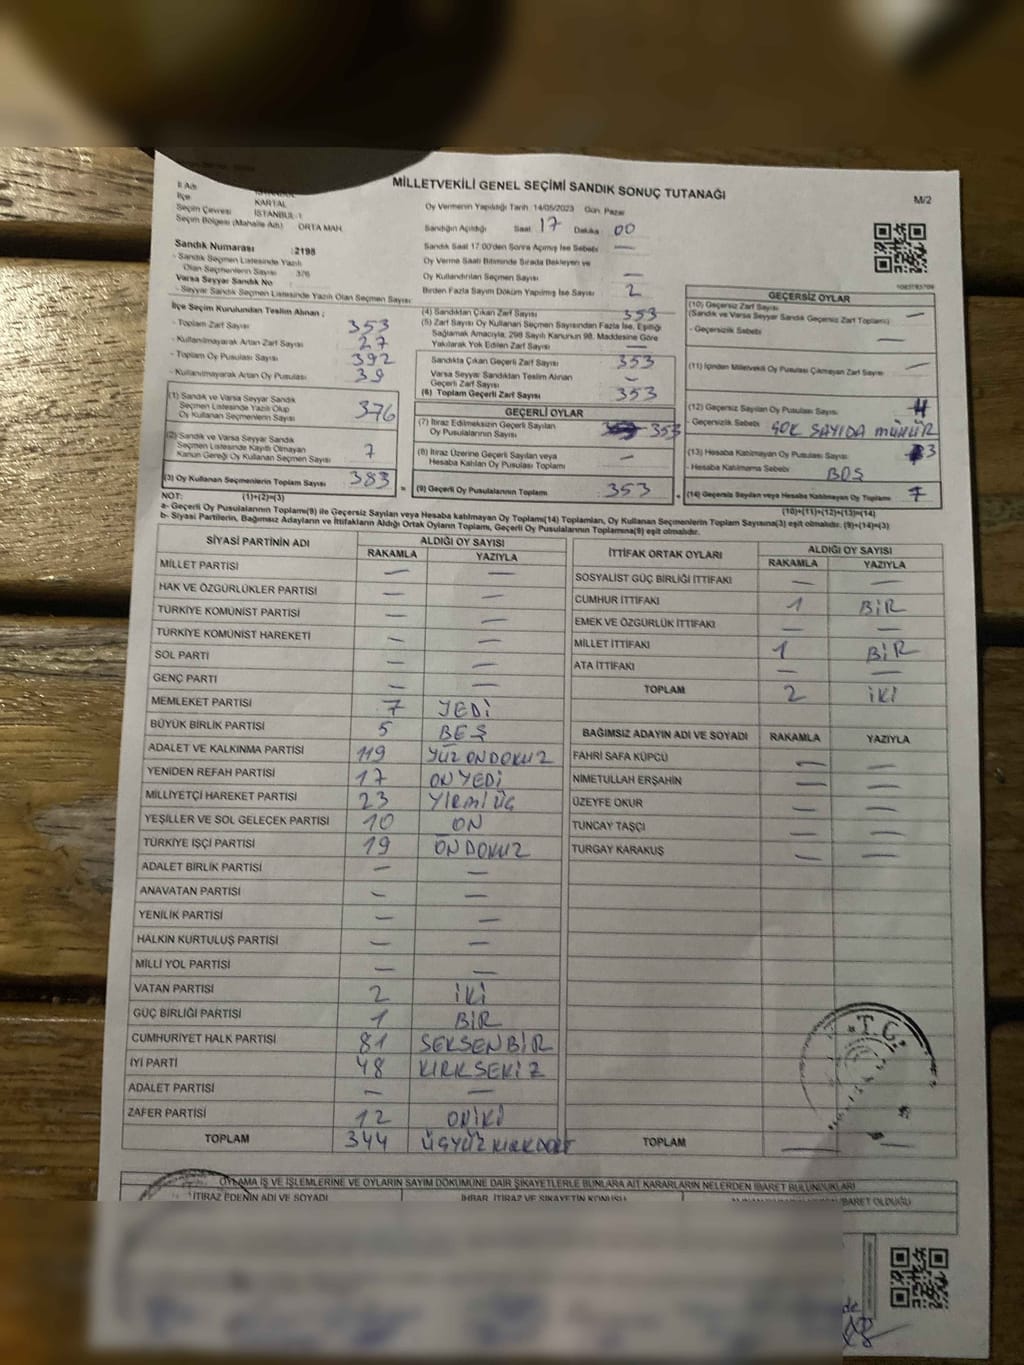 MİLLETVEKİLİ GENEL SEÇİMİ SANDIK SONUÇ TUTANAĞI
M/2
İl Adı
İlçe KARTAL
Seçim Çevresi İSTANBUL-1
Seçim Bölgesi (Mahalle Adı) ORTA MAH.
Sandık Numarası :2198
- Sandık Seçmen Listesinde Yazılı
Olan Seçmenlerin Sayısı 376
Varsa Seyyar Sandık No
- Seyyar Sandık Seçmen Listesinde Yazılı Olan Seçmen Sayısı
Oy Vermenin Yapıldığı Tarih: 14/05/2023 Gün: Pazar
Sandığın Açıldığı Saat 17 Dakika 00
Sandık Saat 17:00'den Sonra Açılmış İse Sebebi —
Oy Verme Saati Bitiminde Sırada Bekleyen ve
Oy Kullandırılan Seçmen Sayısı —
Birden Fazla Sayım Döküm Yapılmış İse Sayısı 2
İlçe Seçim Kurulundan Teslim Alınan ;
- Toplam Zarf Sayısı 353
- Kullanılmayarak Artan Zarf Sayısı 27
- Toplam Oy Pusulası Sayısı 392
- Kullanılmayarak Artan Oy Pusulası 39
(1) Sandık ve Varsa Seyyar Sandık
Seçmen Listesinde Yazılı Olup
Oy Kullanan Seçmenlerin Sayısı 376
(2) Sandık ve Varsa Seyyar Sandık
Seçmen Listesinde Kayıtlı Olmayan
Kanun Gereği Oy Kullanan Seçmen Sayısı 7
(3) Oy Kullanan Seçmenlerin Toplam Sayısı 383
(4) Sandıktan Çıkan Zarf Sayısı 353
(5) Zarf Sayısı Oy Kullanan Seçmen Sayısından Fazla İse, Eşitliği
Sağlamak Amacıyla; 298 Sayılı Kanunun 98. Maddesine Göre
Yakılarak Yok Edilen Zarf Sayısı —
Sandıkta Çıkan Geçerli Zarf Sayısı 353
Varsa Seyyar Sandıktan Teslim Alınan
Geçerli Zarf Sayısı —
(6) Toplam Geçerli Zarf Sayısı 353
GEÇERLİ OYLAR
(7) İtiraz Edilmeksizin Geçerli Sayılan
Oy Pusulalarının Sayısı 353
(8) İtiraz Üzerine Geçerli Sayılan veya
Hesaba Katılan Oy Pusulası Toplamı —
(9) Geçerli Oy Pusulalarının Toplamı 353
GEÇERSİZ OYLAR
(10) Geçersiz Zarf Sayısı
(Sandık ve Varsa Seyyar Sandık Geçersiz Zarf Toplamı) —
- Geçersizlik Sebebi —
(11) İçinden Milletvekili Oy Pusulası Çıkmayan Zarf Sayısı —
(12) Geçersiz Sayılan Oy Pusulası Sayısı 4
- Geçersizlik Sebebi ÇOK SAYIDA MÜHÜR
(13) Hesaba Katılmayan Oy Pusulası Sayısı 3
- Hesaba Katılmama Sebebi BOŞ
(14) Geçersiz Sayılan veya Hesaba Katılmayan Oy Toplamı 7
NOT: (1)+(2)=(3) (10)+(11)+(12)+(13)=(14)
a- Geçerli Oy Pusulaları Toplamı(9) ile Geçersiz Sayılan veya Hesaba katılmayan Oy Toplamı(14) Toplamları, Oy Kullanan Seçmenlerin Toplam Sayısına(3) eşit olmalıdır. (9)+(14)=(3)
b- Siyasi Partilerin, Bağımsız Adayların ve İttifakların Aldığı Ortak Oyların Toplamı, Geçerli Oy Pusulalarının Toplamına(9) eşit olmalıdır.
SİYASİ PARTİNİN ADI ALDIĞI OY SAYISI
RAKAMLA YAZIYLA
MİLLET PARTİSİ — —
HAK VE ÖZGÜRLÜKLER PARTİSİ — —
TÜRKİYE KOMÜNİST PARTİSİ — —
TÜRKİYE KOMÜNİST HAREKETİ — —
SOL PARTİ — —
GENÇ PARTİ — —
MEMLEKET PARTİSİ 7 YEDİ
BÜYÜK BİRLİK PARTİSİ 5 BEŞ
ADALET VE KALKINMA PARTİSİ 119 YÜZ ONDOKUZ
YENİDEN REFAH PARTİSİ 17 ON YEDİ
MİLLİYETÇİ HAREKET PARTİSİ 23 YİRMİ ÜÇ
YEŞİLLER VE SOL GELECEK PARTİSİ 10 ON
TÜRKİYE İŞÇİ PARTİSİ 19 ON DOKUZ
ADALET BİRLİK PARTİSİ — —
ANAVATAN PARTİSİ — —
YENİLİK PARTİSİ — —
HALKIN KURTULUŞ PARTİSİ — —
MİLLİ YOL PARTİSİ — —
VATAN PARTİSİ 2 İKİ
GÜÇ BİRLİĞİ PARTİSİ 1 BİR
CUMHURİYET HALK PARTİSİ 81 SEKSEN BİR
İYİ PARTİ 48 KIRK SEKİZ
ADALET PARTİSİ — —
ZAFER PARTİSİ 12 ONİKİ
TOPLAM 344 ÜÇYÜZ KIRKDÖRT
İTTİFAK ORTAK OYLARI ALDIĞI OY SAYISI
RAKAMLA YAZIYLA
SOSYALİST GÜÇ BİRLİĞİ İTTİFAKI — —
CUMHUR İTTİFAKI 1 BİR
EMEK VE ÖZGÜRLÜK İTTİFAKI — —
MİLLET İTTİFAKI 1 BİR
ATA İTTİFAKI — —
TOPLAM 2 İKİ
BAĞIMSIZ ADAYIN ADI VE SOYADI RAKAMLA YAZIYLA
FAHRİ SAFA KÜPCÜ — —
NİMETULLAH ERŞAHİN — —
ÜZEYFE OKUR — —
TUNCAY TAŞÇI — —
TURGAY KARAKUŞ — —
TOPLAM — —
T.C.
OYLAMA İŞ VE İŞLEMLERİNE VE OYLARIN SAYIM DÖKÜMÜNE DAİR ŞİKAYETLERLE BUNLARA AİT KARARLARIN NELERDEN İBARET BULUNDUKLARI
İTİRAZ EDENİN ADI VE SOYADI İHBAR, İTİRAZ VE ŞİKAYETİN KONUSU